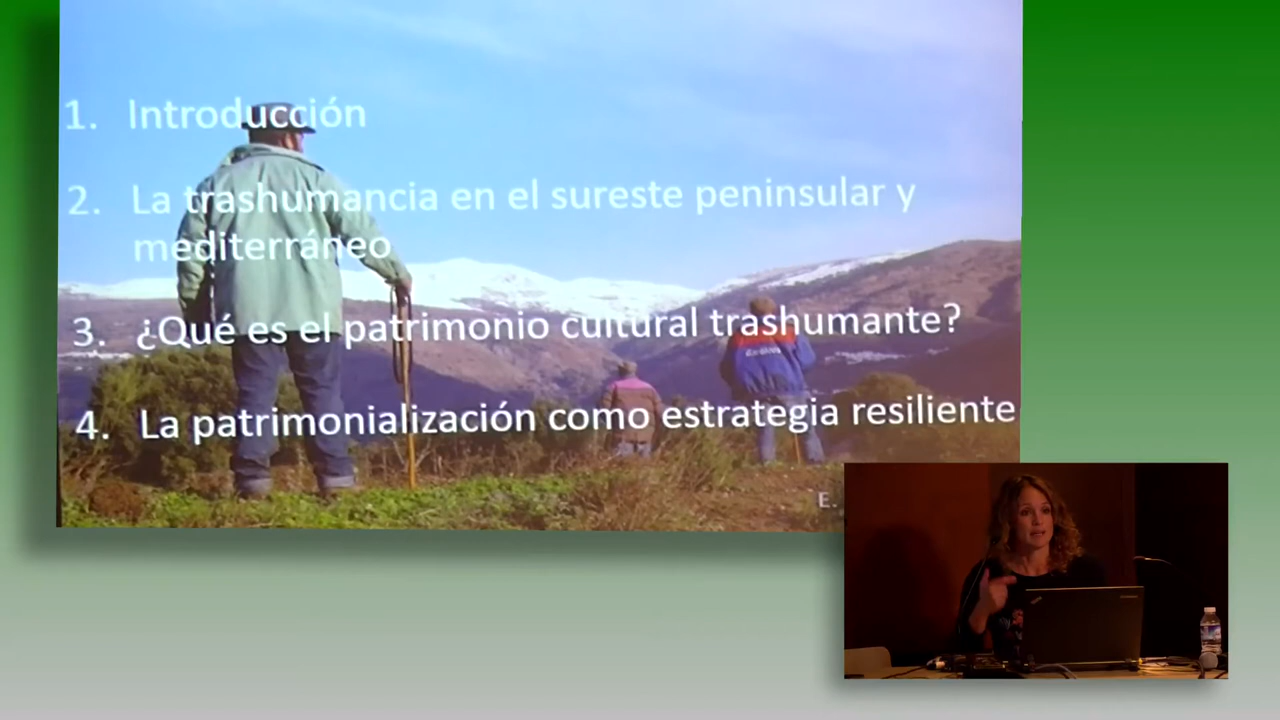 1. Introducción
2. La trashumancia en el sureste peninsular y
mediterráneo
3. ¿Qué es el patrimonio cultural trashumante?
4. La patrimonialización como estrategia resiliente
E.